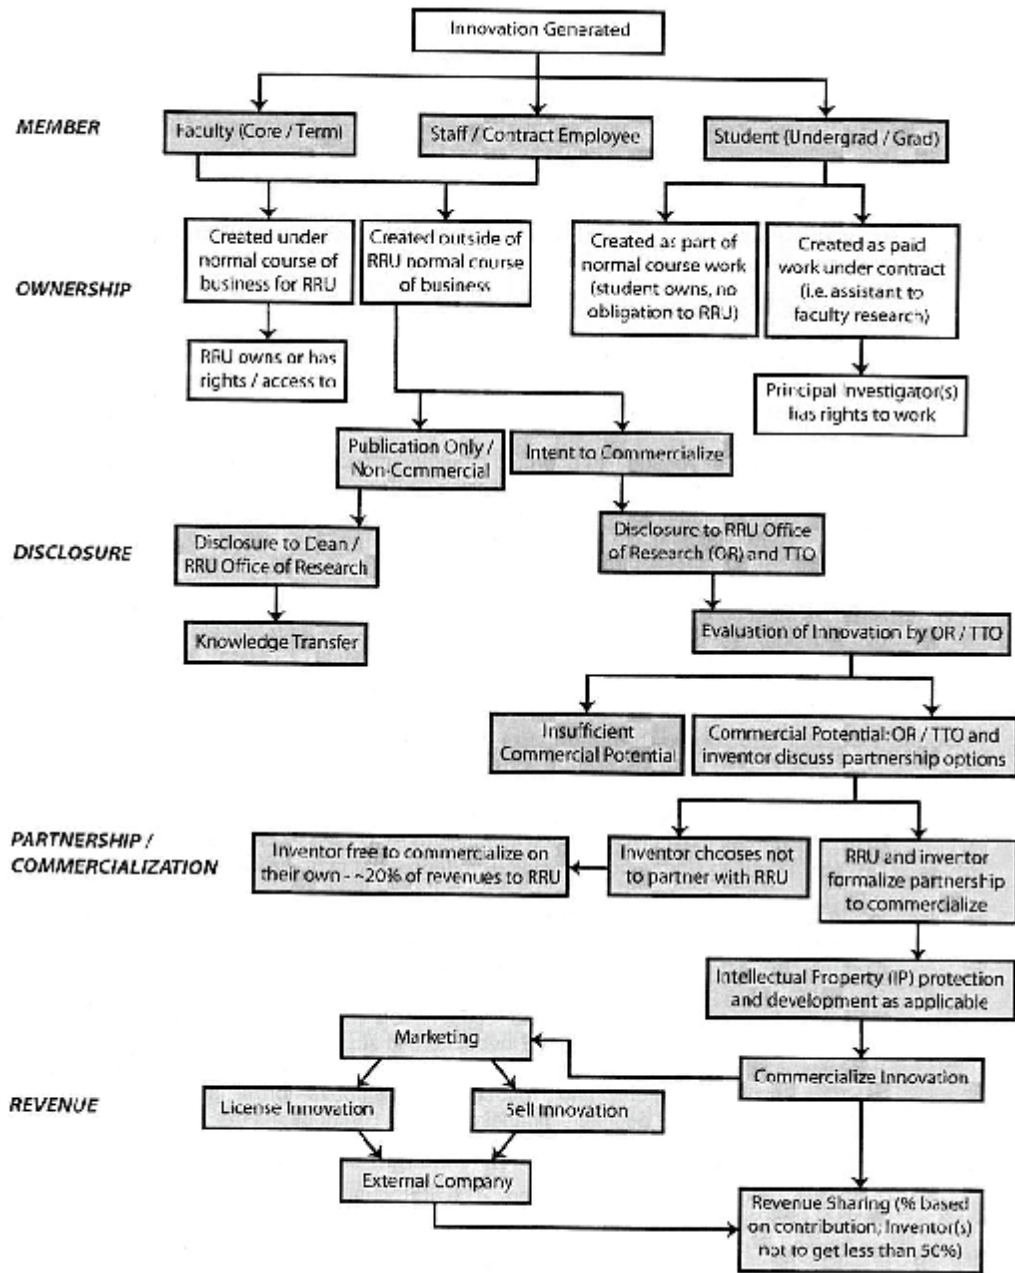 Innovation Generated
MEMBER
Faculty (Core / Term)
Staff / Contract Employee
Student (Undergrad / Grad)
OWNERSHIP
Created under
normal course of
business for RRU
Created outside of
RRU normal course
of business
Created as part of
normal course work
(student owns, no
obligation to RRU)
Created as paid
work under contract
(i.e. assistant to
faculty research)
RRU owns or has
rights / access to
Principal Investigator(s)
has rights to work
Publication Only /
Non-Commercial
Intent to Commercialize
DISCLOSURE
Disclosure to Dean /
RRU Office of Research
Disclosure to RRU Office
of Research (OR) and TTO
Knowledge Transfer
Evaluation of Innovation by OR / TTO
Insufficient
Commercial Potential
Commercial Potential: OR / TTO and
inventor discuss partnership options
PARTNERSHIP /
COMMERCIALIZATION
Inventor free to commercialize on
their own - ~20% of revenues to RRU
Inventor chooses not
to partner with RRU
RRU and inventor
formalize partnership
to commercialize
Intellectual Property (IP) protection
and development as applicable
Marketing
Commercialize Innovation
REVENUE
License Innovation
Sell Innovation
External Company
Revenue Sharing (% based
on contribution; Inventor(s)
not to get less than 50%)